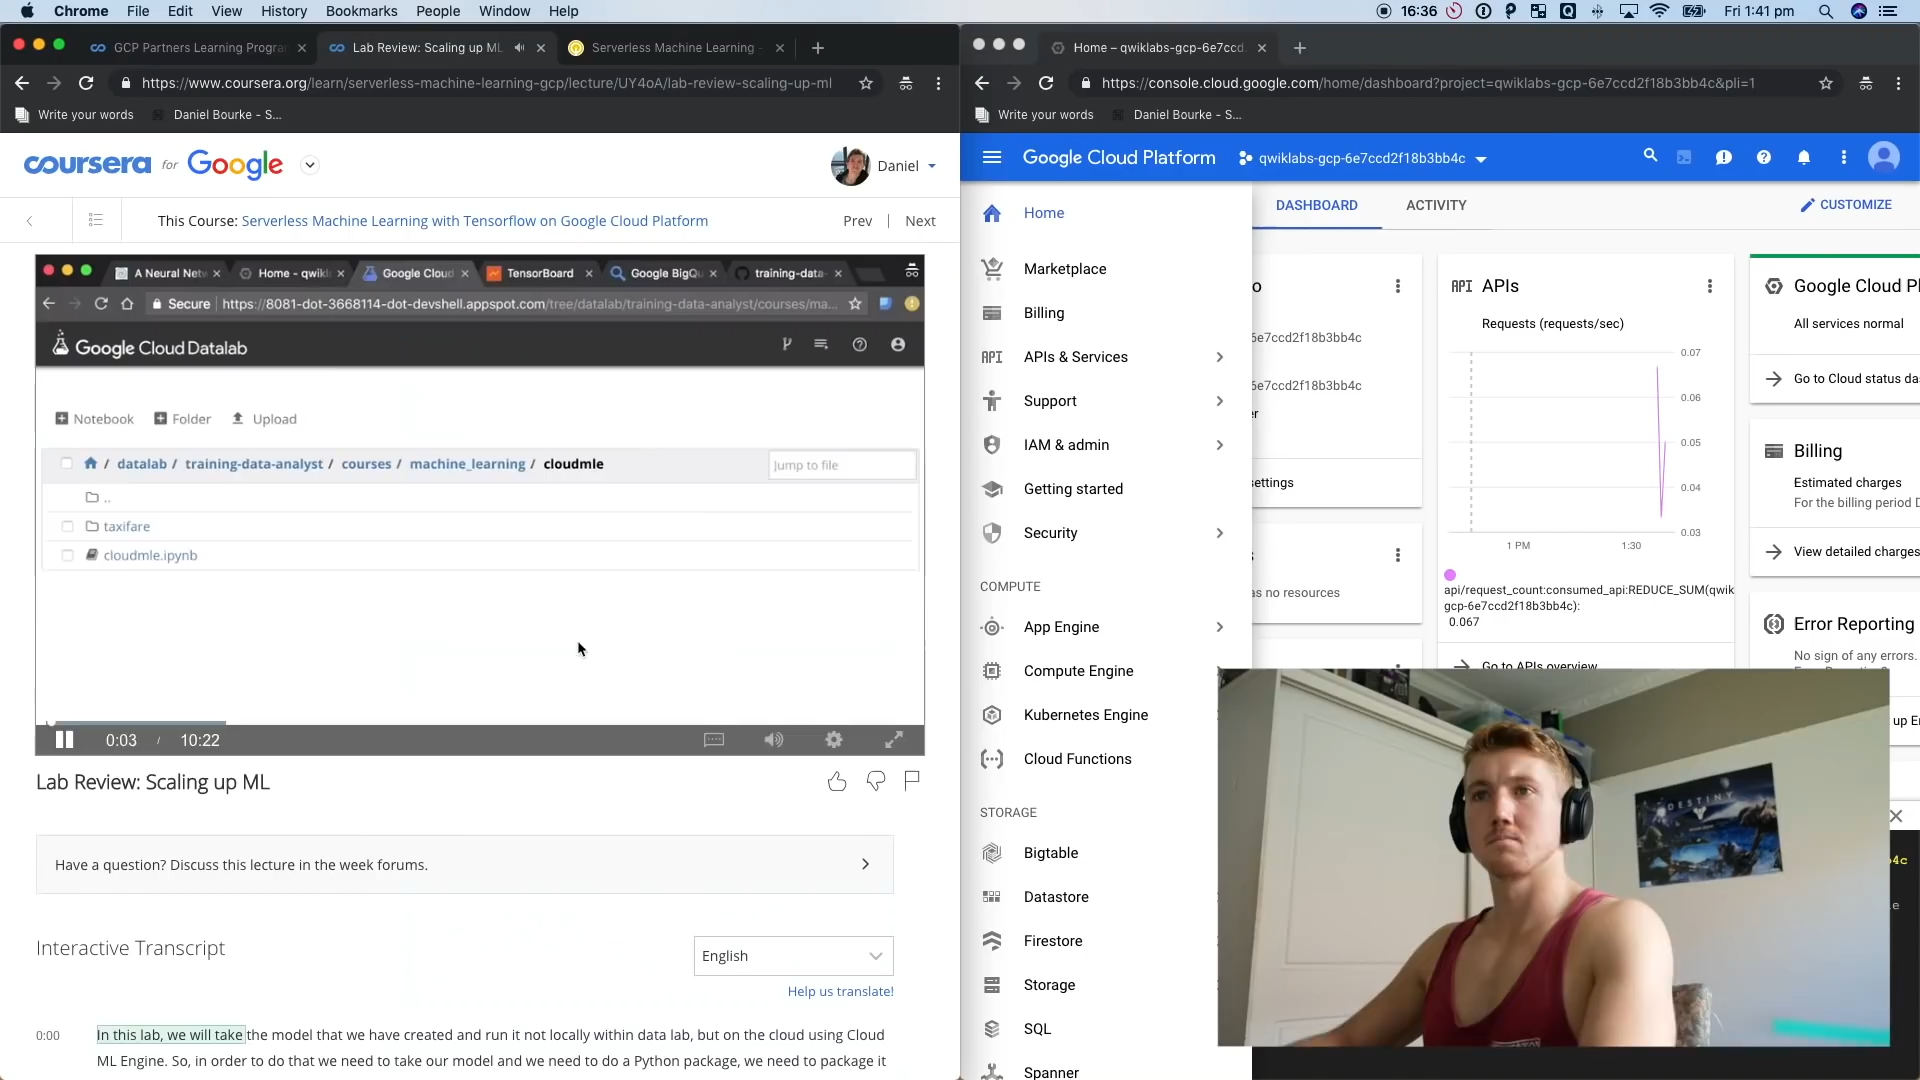 Chrome File Edit View History Bookmarks People Window Help
16:36 Fri 1:41 pm
GCP Partners Learning Progra
Lab Review: Scaling up ML
Serverless Machine Learning -
https://www.coursera.org/learn/serverless-machine-learning-gcp/lecture/UY4oA/lab-review-scaling-up-ml
Write your words
Daniel Bourke - S...
coursera for Google
Daniel
This Course: Serverless Machine Learning with Tensorflow on Google Cloud Platform
Prev | Next
A Neural Netw
Home - qwikl
Google Cloud
TensorBoard
Google BigQu
training-data-
Secure https://8081-dot-3668114-dot-devshell.appspot.com/tree/datalab/training-data-analyst/courses/ma...
Google Cloud Datalab
Notebook Folder Upload
/ datalab / training-data-analyst / courses / machine_learning / cloudmle
Jump to file
..
taxifare
cloudmle.ipynb
0:03 / 10:22
Lab Review: Scaling up ML
Have a question? Discuss this lecture in the week forums.
Interactive Transcript
English
Help us translate!
0:00 In this lab, we will take the model that we have created and run it not locally within data lab, but on the cloud using Cloud
ML Engine. So, in order to do that we need to take our model and we need to do a Python package, we need to package it
Home – qwiklabs-gcp-6e7ccd
https://console.cloud.google.com/home/dashboard?project=qwiklabs-gcp-6e7ccd2f18b3bb4c&pli=1
Write your words
Daniel Bourke - S...
Google Cloud Platform
qwiklabs-gcp-6e7ccd2f18b3bb4c
Home
Marketplace
Billing
API APIs & Services
Support
IAM & admin
Getting started
Security
COMPUTE
App Engine
Compute Engine
Kubernetes Engine
Cloud Functions
STORAGE
Bigtable
Datastore
Firestore
Storage
SQL
Spanner
DASHBOARD
ACTIVITY
CUSTOMIZE
o
6e7ccd2f18b3bb4c
6e7ccd2f18b3bb4c
er
settings
s
as no resources
API APIs
Requests (requests/sec)
0.07
0.06
0.05
0.04
0.03
1 PM
1:30
api/request_count:consumed_api:REDUCE_SUM(qwik
gcp-6e7ccd2f18b3bb4c):
0.067
Go to APIs overview
Google Cloud Pl
All services normal
Go to Cloud status da
Billing
Estimated charges
For the billing period D
View detailed charges
Error Reporting
No sign of any errors.
up E
DESTINY
b4c
e